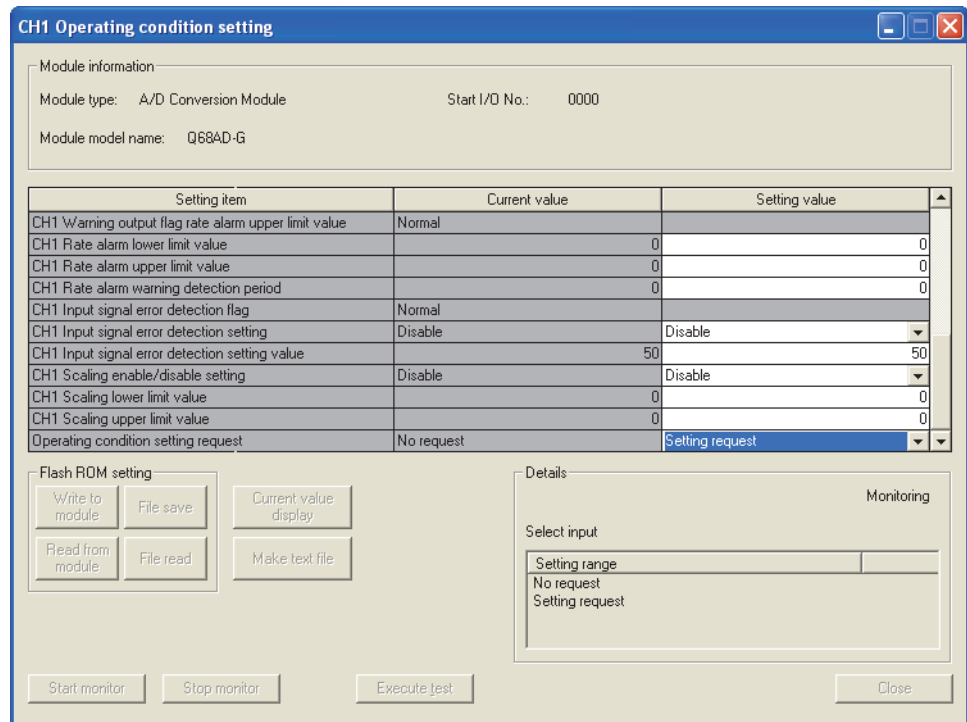 CH1 Operating condition setting
Module information
Module type: A/D Conversion Module Start I/O No.: 0000
Module model name: Q68AD-G
Setting item Current value Setting value
CH1 Warning output flag rate alarm upper limit value Normal
CH1 Rate alarm lower limit value 0 0
CH1 Rate alarm upper limit value 0 0
CH1 Rate alarm warning detection period 0 0
CH1 Input signal error detection flag Normal
CH1 Input signal error detection setting Disable Disable
CH1 Input signal error detection setting value 50 50
CH1 Scaling enable/disable setting Disable Disable
CH1 Scaling lower limit value 0 0
CH1 Scaling upper limit value 0 0
Operating condition setting request No request Setting request
Flash ROM setting
Write to module File save Current value display
Read from module File read Make text file
Details
Monitoring
Select input
Setting range
No request
Setting request
Start monitor Stop monitor Execute test Close